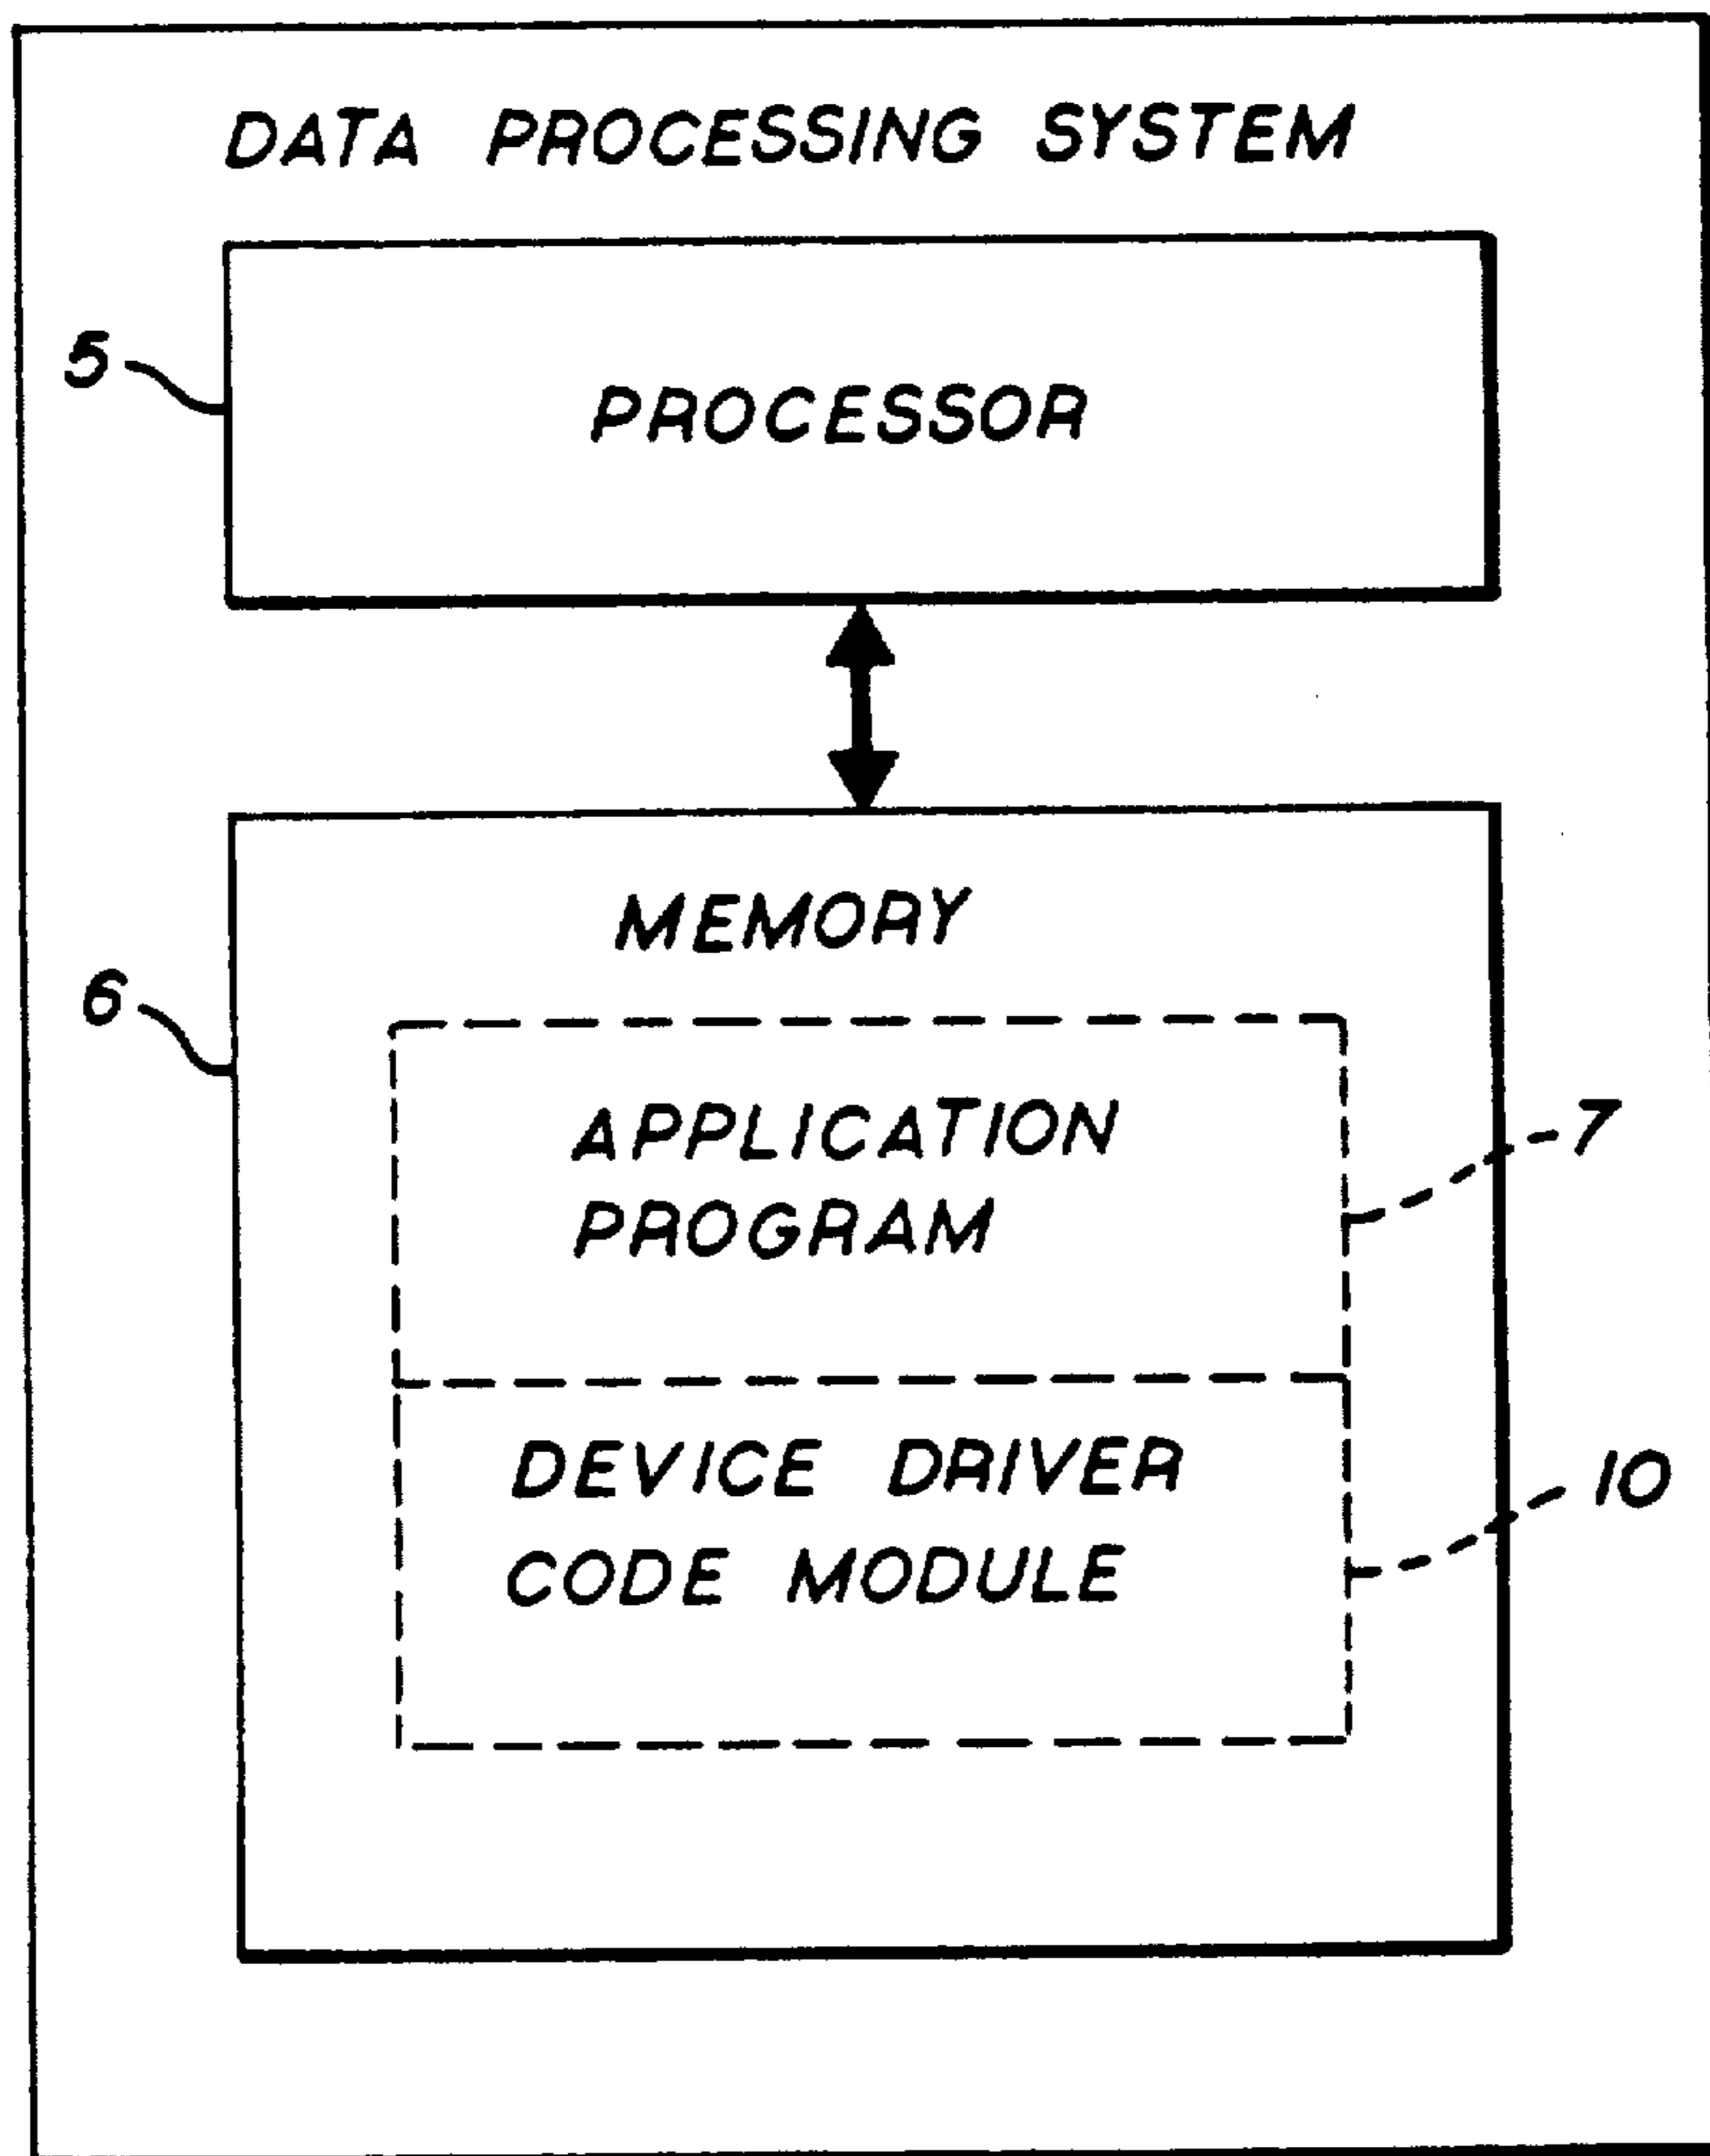 DATA PROCESSING SYSTEM
5
PROCESSOR
MEMORY
6
APPLICATION
PROGRAM
7
DEVICE DRIVER
CODE MODULE
10